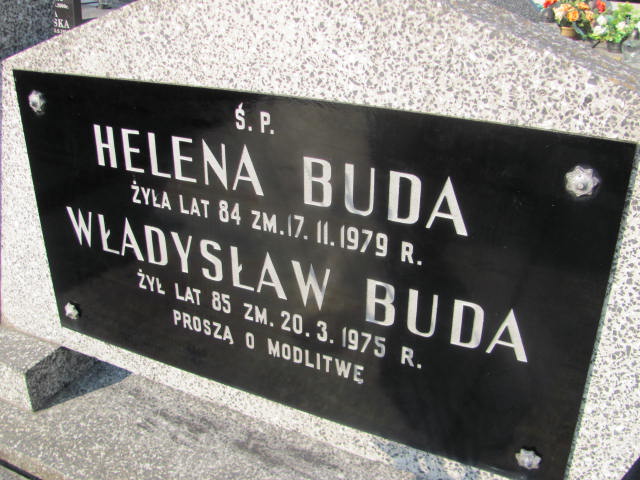 Ś. P.
HELENA BUDA
ŻYŁA LAT 84 ZM. 17. 11. 1979 R.
WŁADYSŁAW BUDA
ŻYŁ LAT 85 ZM. 20. 3. 1975 R.
PROSZĄ O MODLITWĘ